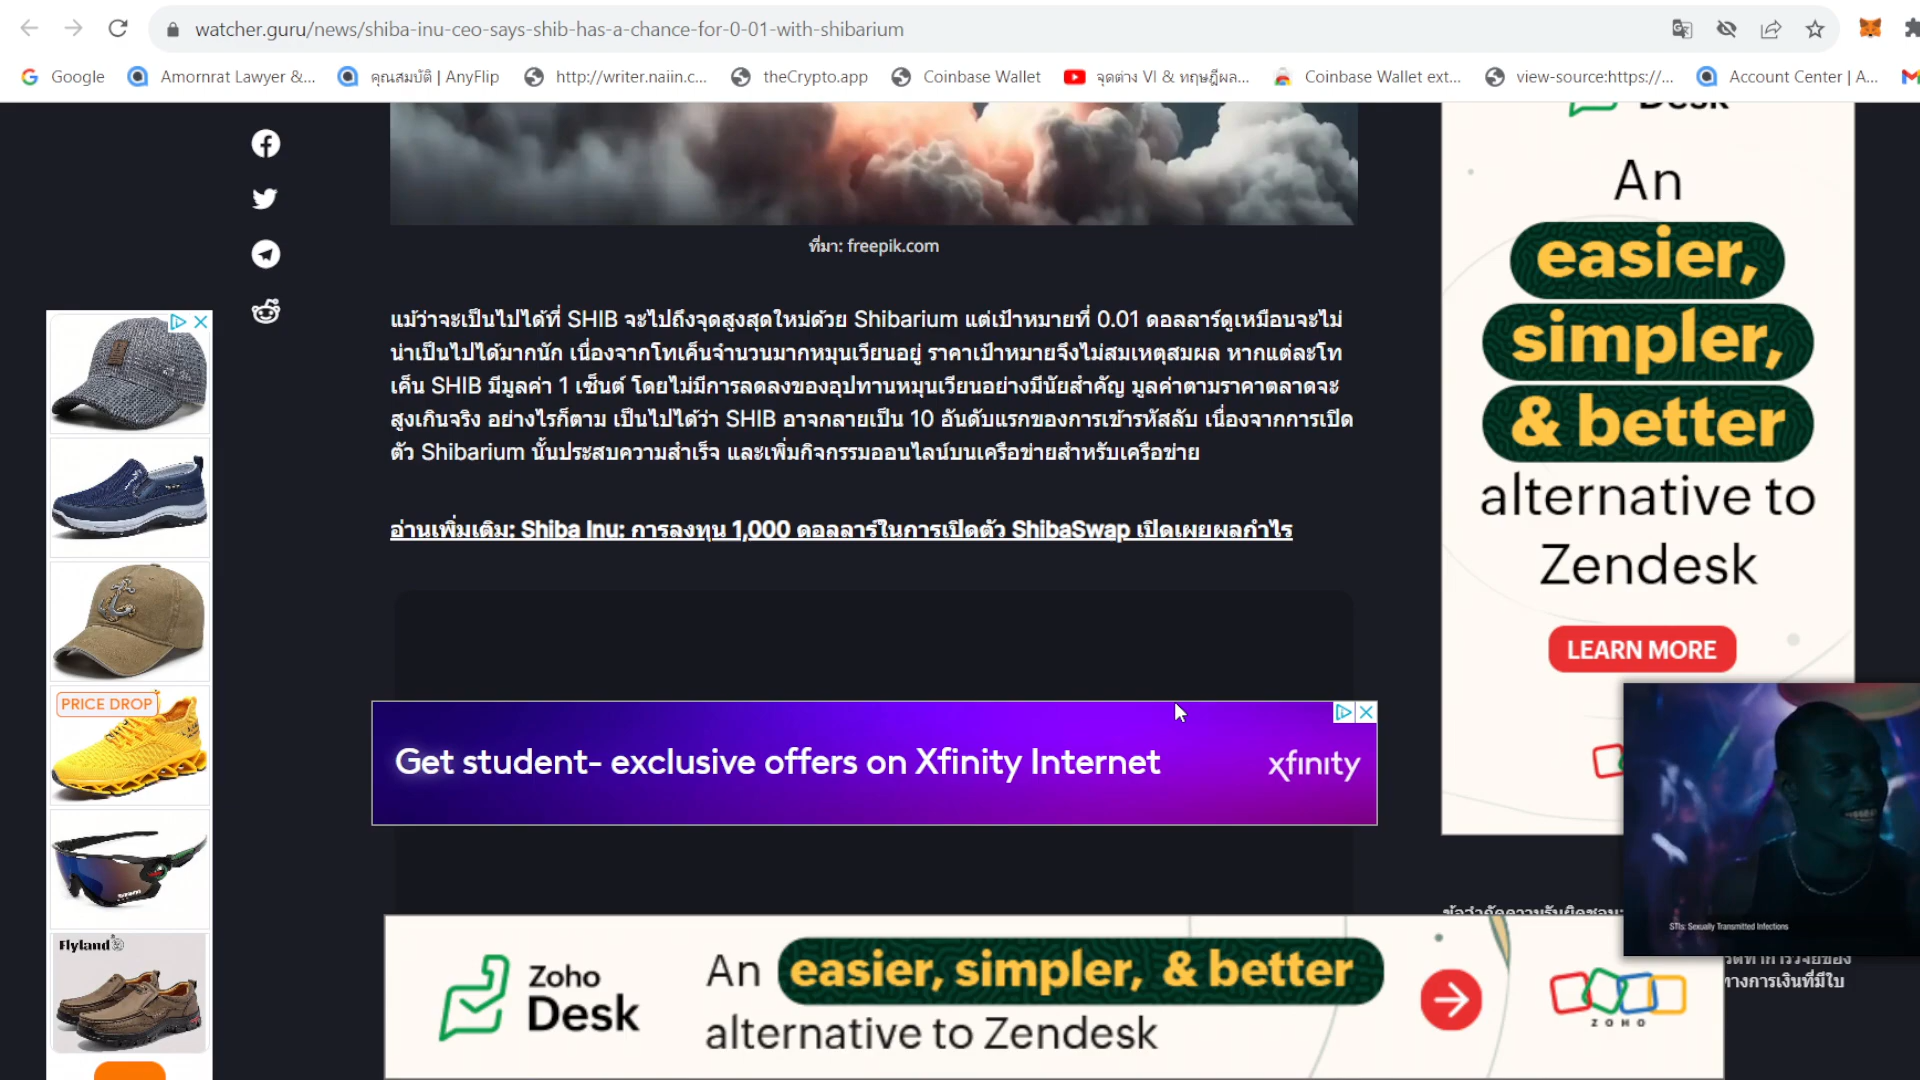 watcher.guru/news/shiba-inu-ceo-says-shib-has-a-chance-for-0-01-with-shibarium
Google
Amornrat Lawyer &...
คุณสมบัติ | AnyFlip
http://writer.naiin.c...
theCrypto.app
Coinbase Wallet
จุดต่าง VI & ทฤษฎีผล...
Coinbase Wallet ext...
view-source:https://...
Account Center | A...
ที่มา: freepik.com
แม้ว่าจะเป็นไปได้ที่ SHIB จะไปถึงจุดสูงสุดใหม่ด้วย Shibarium แต่เป้าหมายที่ 0.01 ดอลลาร์ดูเหมือนจะไม่
น่าเป็นไปได้มากนัก เนื่องจากโทเค็นจำนวนมากหมุนเวียนอยู่ ราคาเป้าหมายจึงไม่สมเหตุสมผล หากแต่ละโท
เค็น SHIB มีมูลค่า 1 เซ็นต์ โดยไม่มีการลดลงของอุปทานหมุนเวียนอย่างมีนัยสำคัญ มูลค่าตามราคาตลาดจะ
สูงเกินจริง อย่างไรก็ตาม เป็นไปได้ว่า SHIB อาจกลายเป็น 10 อันดับแรกของการเข้ารหัสลับ เนื่องจากการเปิด
ตัว Shibarium นั้นประสบความสำเร็จ และเพิ่มกิจกรรมออนไลน์บนเครือข่ายสำหรับเครือข่าย
อ่านเพิ่มเติม: Shiba Inu: การลงทุน 1,000 ดอลลาร์ในการเปิดตัว ShibaSwap เปิดเผยผลกำไร
PRICE DROP
Flyland
Get student- exclusive offers on Xfinity Internet
xfinity
Desk
An
easier,
simpler,
& better
alternative to
Zendesk
LEARN MORE
STIs: Sexually Transmitted Infections
ทางการเงินที่มีใบ
Zoho
Desk
An easier, simpler, & better
alternative to Zendesk
ZOHO